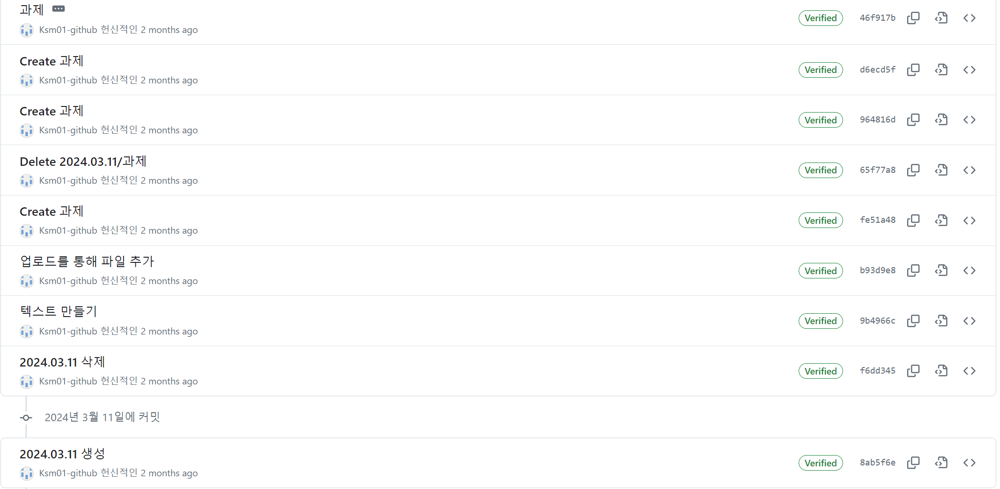 과제
Ksm01-github 헌신적인 2 months ago
Verified
46f917b
Create 과제
Ksm01-github 헌신적인 2 months ago
Verified
d6ecd5f
Create 과제
Ksm01-github 헌신적인 2 months ago
Verified
964816d
Delete 2024.03.11/과제
Ksm01-github 헌신적인 2 months ago
Verified
65f77a8
Create 과제
Ksm01-github 헌신적인 2 months ago
Verified
fe51a48
업로드를 통해 파일 추가
Ksm01-github 헌신적인 2 months ago
Verified
b93d9e8
텍스트 만들기
Ksm01-github 헌신적인 2 months ago
Verified
9b4966c
2024.03.11 삭제
Ksm01-github 헌신적인 2 months ago
Verified
f6dd345
2024년 3월 11일에 커밋
2024.03.11 생성
Ksm01-github 헌신적인 2 months ago
Verified
8ab5f6e